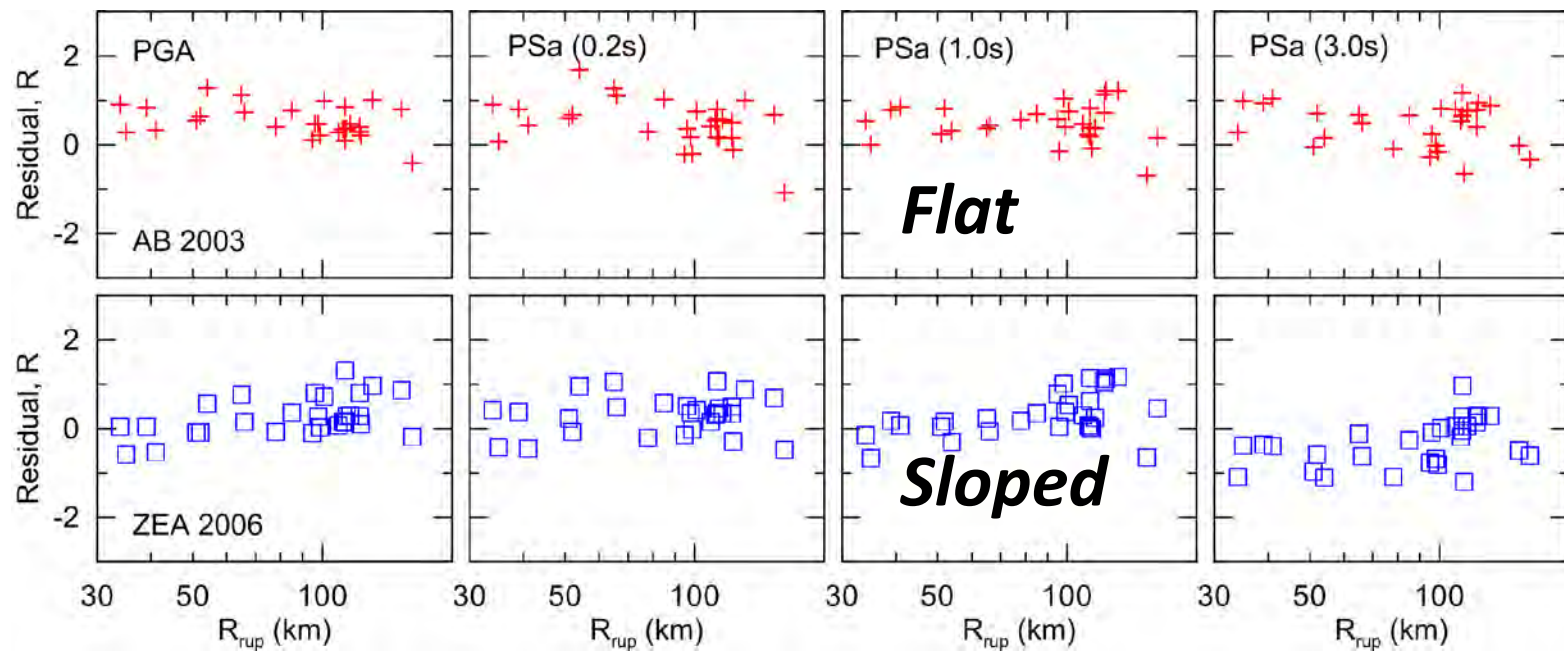 PGA
PSa (0.2s)
PSa (1.0s)
PSa (3.0s)
2
0
-2
Residual, R
AB 2003
Flat
2
0
-2
Residual, R
ZEA 2006
Sloped
30 50 100
30 50 100
30 50 100
30 50 100
Rrup (km)
Rrup (km)
Rrup (km)
Rrup (km)